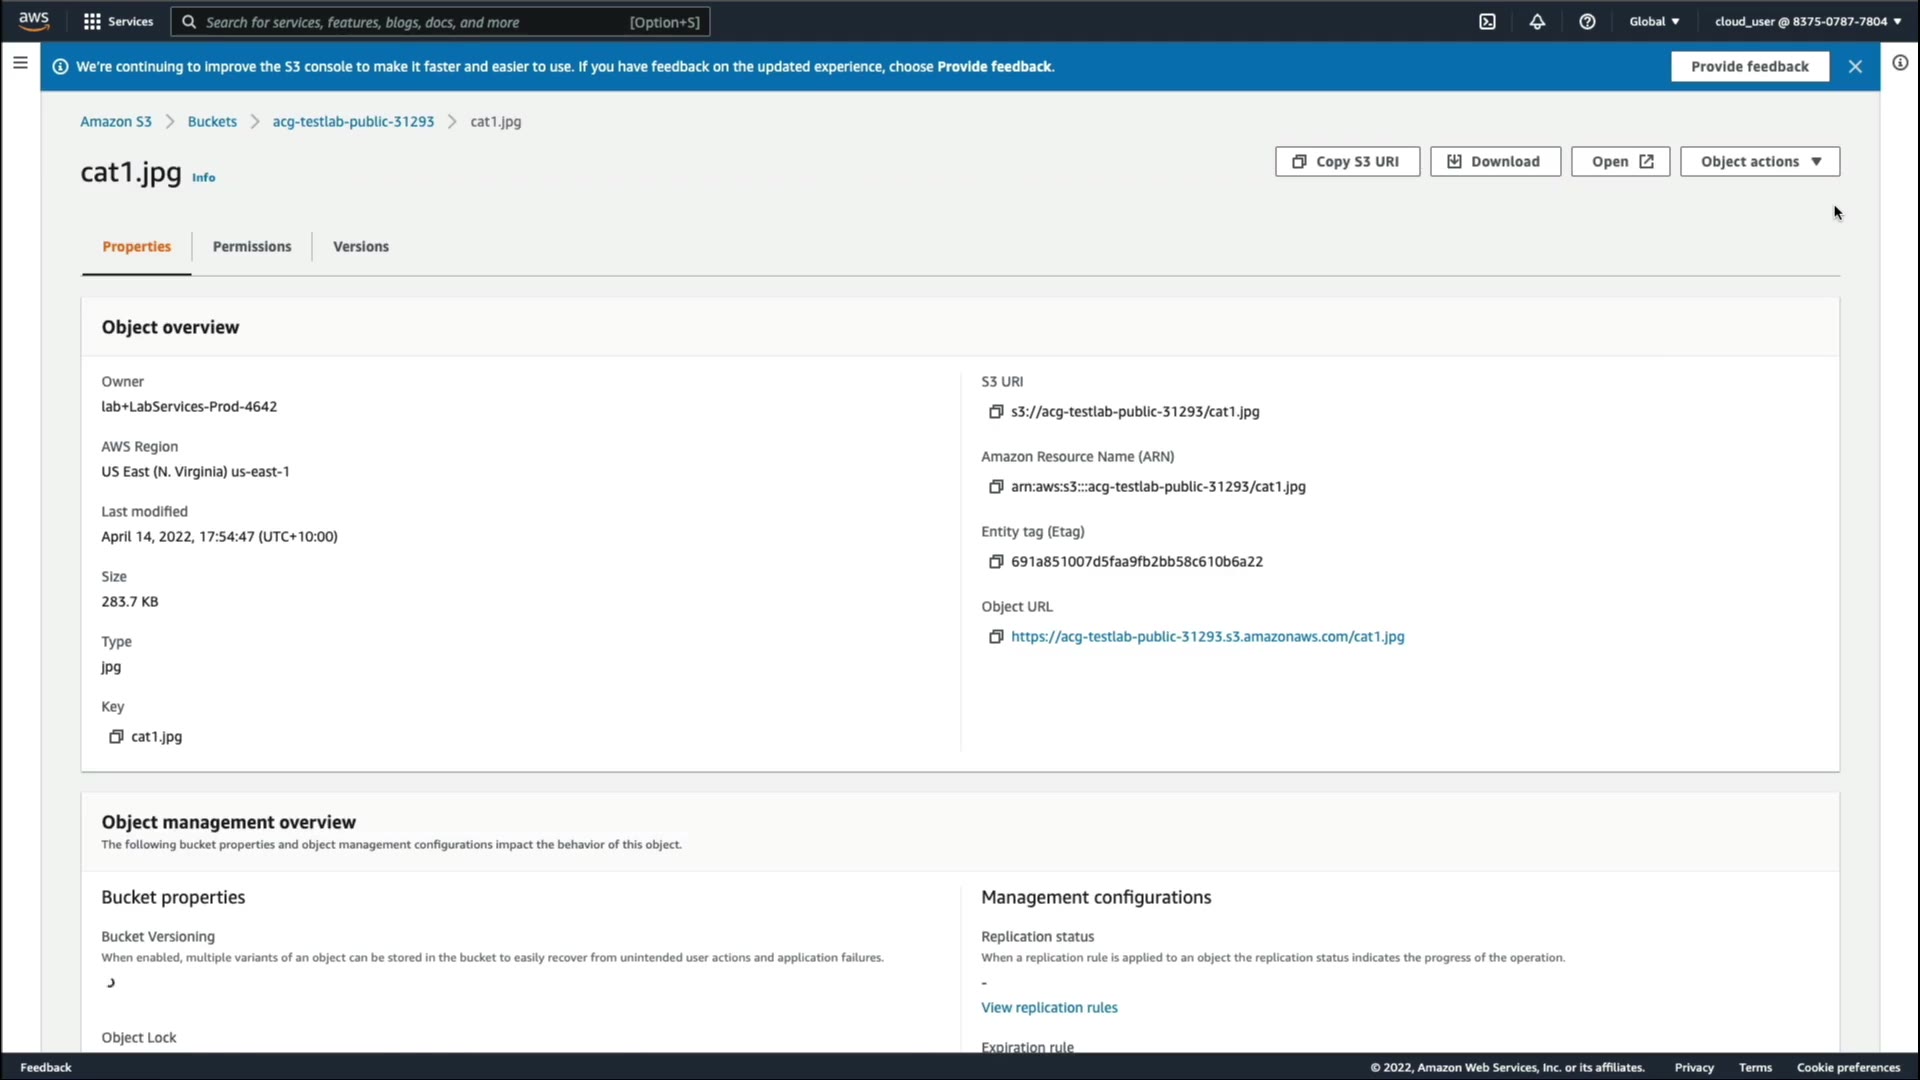 aws
Services
Search for services, features, blogs, docs, and more
[Option+S]
Global
cloud_user @ 8375-0787-7804
We're continuing to improve the S3 console to make it faster and easier to use. If you have feedback on the updated experience, choose Provide feedback.
Provide feedback
Amazon S3
Buckets
acg-testlab-public-31293
cat1.jpg
cat1.jpg
Info
Copy S3 URI
Download
Open
Object actions
Properties
Permissions
Versions
Object overview
Owner
lab+LabServices-Prod-4642
AWS Region
US East (N. Virginia) us-east-1
Last modified
April 14, 2022, 17:54:47 (UTC+10:00)
Size
283.7 KB
Type
jpg
Key
cat1.jpg
S3 URI
s3://acg-testlab-public-31293/cat1.jpg
Amazon Resource Name (ARN)
arn:aws:s3:::acg-testlab-public-31293/cat1.jpg
Entity tag (Etag)
691a851007d5faa9fb2bb58c610b6a22
Object URL
https://acg-testlab-public-31293.s3.amazonaws.com/cat1.jpg
Object management overview
The following bucket properties and object management configurations impact the behavior of this object.
Bucket properties
Bucket Versioning
When enabled, multiple variants of an object can be stored in the bucket to easily recover from unintended user actions and application failures.
Object Lock
Management configurations
Replication status
When a replication rule is applied to an object the replication status indicates the progress of the operation.
-
View replication rules
Expiration rule
Feedback
© 2022, Amazon Web Services, Inc. or its affiliates.
Privacy
Terms
Cookie preferences